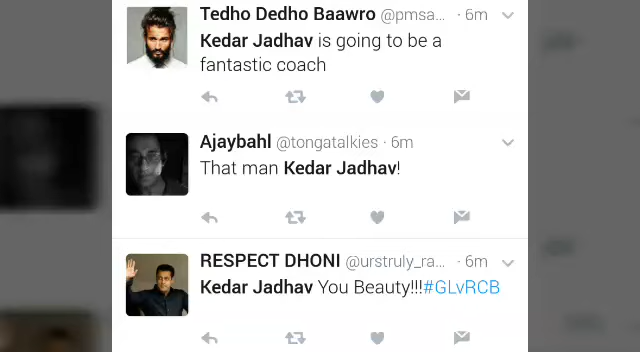 Tedho Dedho Baawro @pmsa... · 6m
Kedar Jadhav is going to be a
fantastic coach
Ajaybahl @tongatalkies · 6m
That man Kedar Jadhav!
RESPECT DHONI @urstruly_ra... · 6m
Kedar Jadhav You Beauty!!!#GLvRCB